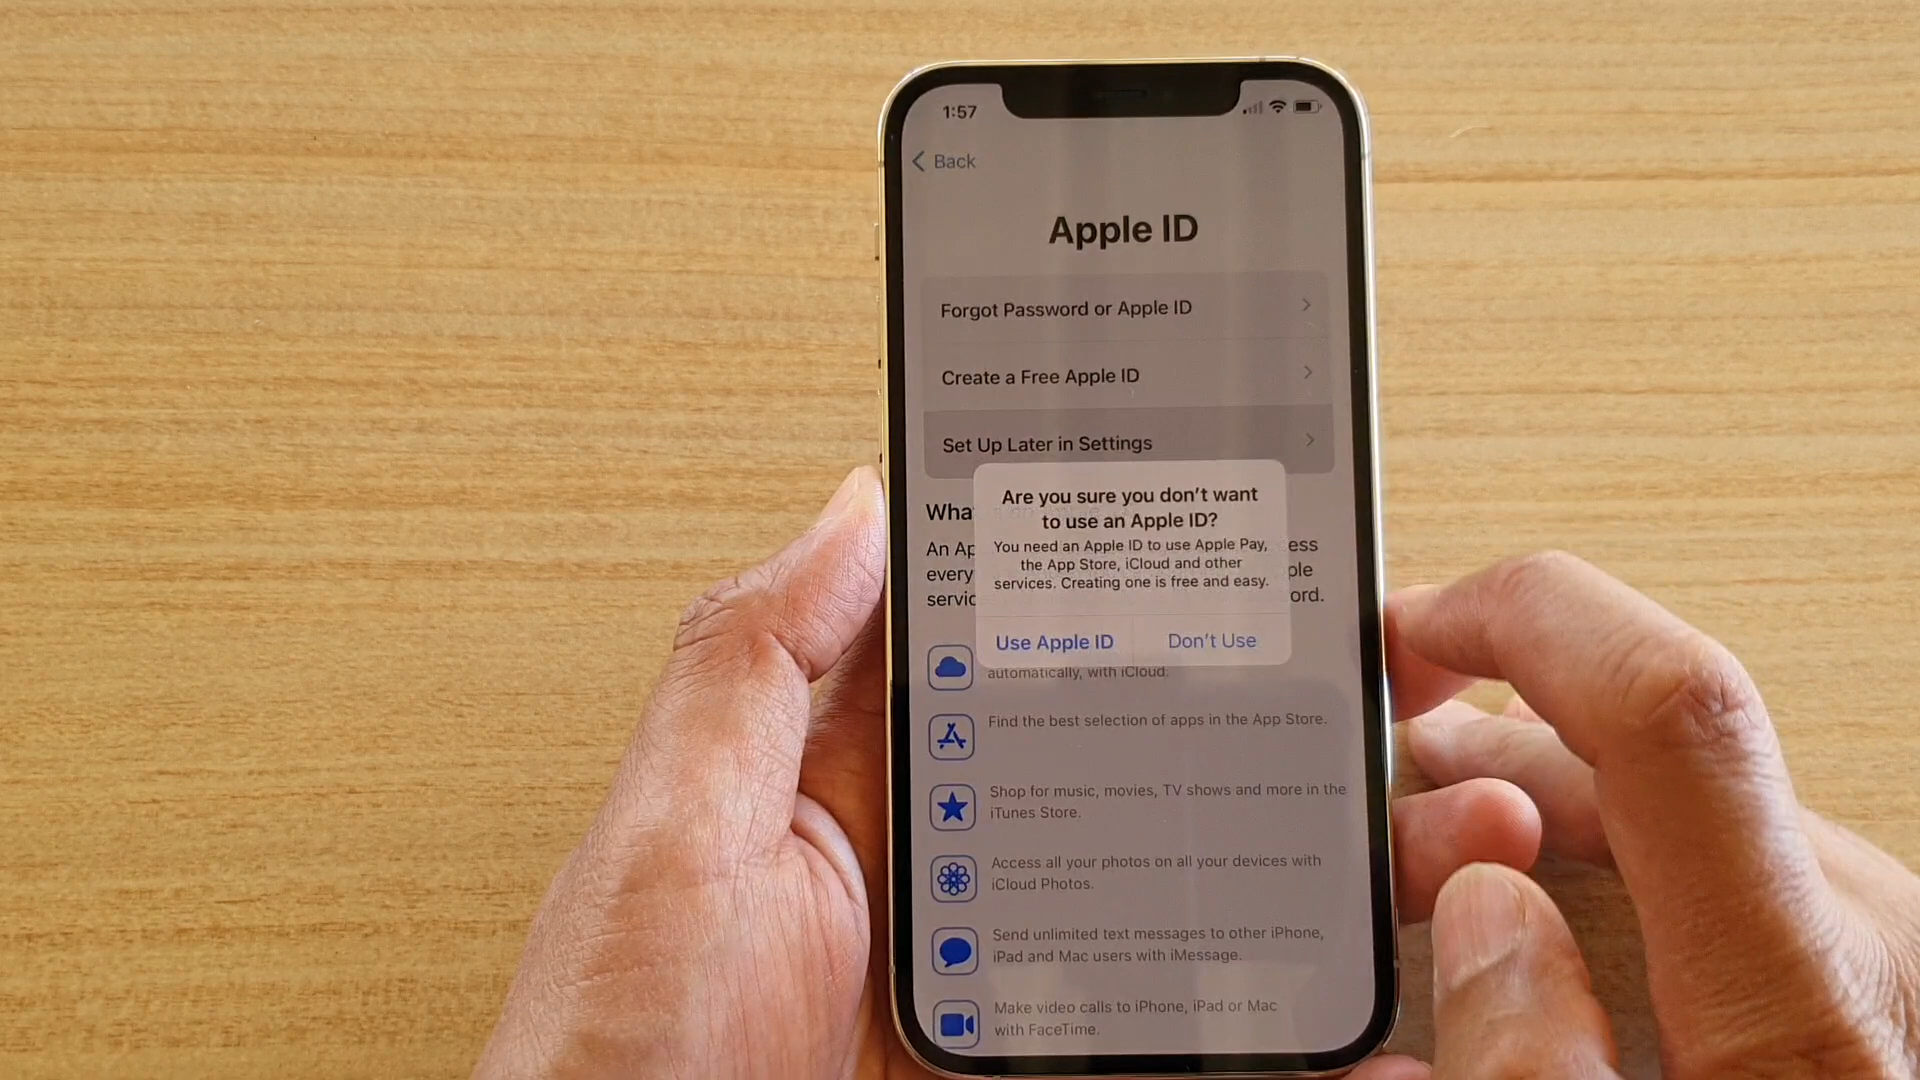 1:57
Back
Apple ID
Forgot Password or Apple ID
Create a Free Apple ID
Set Up Later in Settings
Are you sure you don't want
to use an Apple ID?
You need an Apple ID to use Apple Pay,
the App Store, iCloud and other
services. Creating one is free and easy.
Use Apple ID
Don't Use
Wha
An Ap
ess
every
ple
servic
ord.
automatically, with iCloud.
Find the best selection of apps in the App Store.
Shop for music, movies, TV shows and more in the
iTunes Store.
Access all your photos on all your devices with
iCloud Photos.
Send unlimited text messages to other iPhone,
iPad and Mac users with iMessage.
Make video calls to iPhone, iPad or Mac
with FaceTime.